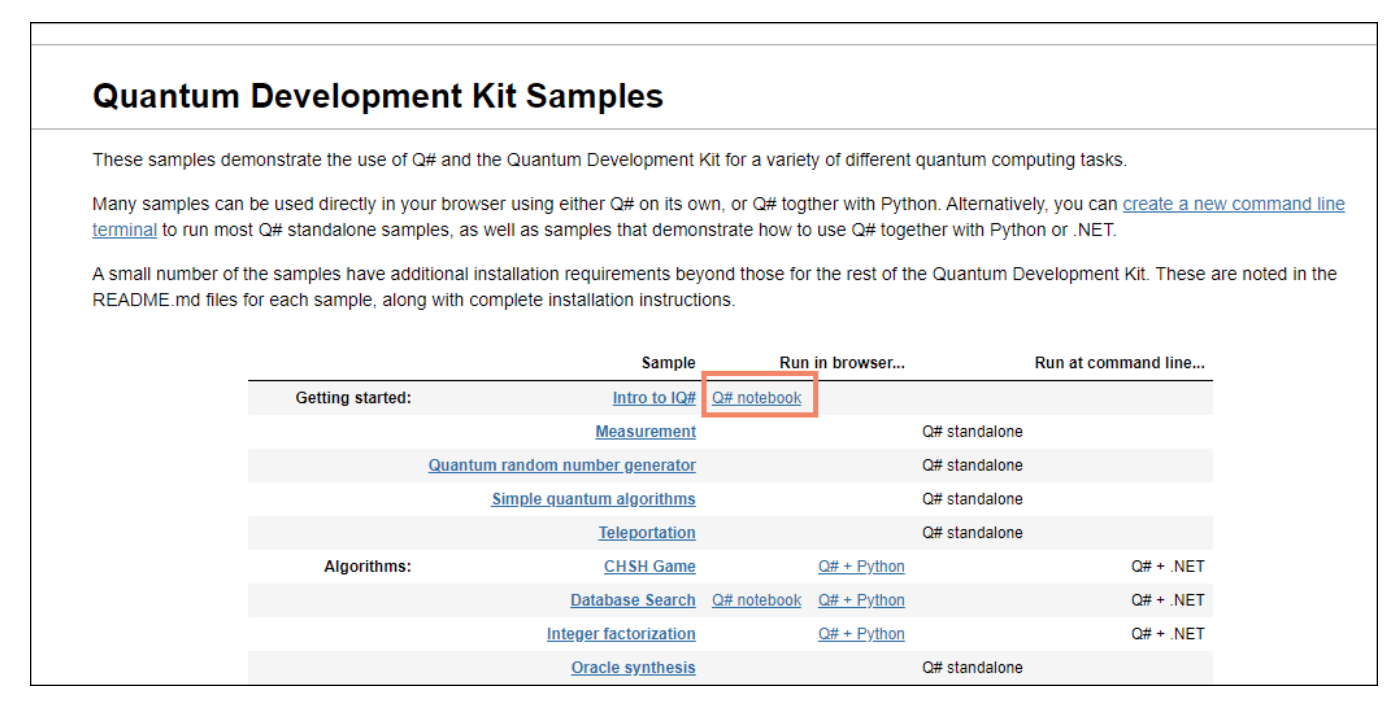 Quantum Development Kit Samples
These samples demonstrate the use of Q# and the Quantum Development Kit for a variety of different quantum computing tasks.
Many samples can be used directly in your browser using either Q# on its own, or Q# togther with Python. Alternatively, you can create a new command line
terminal to run most Q# standalone samples, as well as samples that demonstrate how to use Q# together with Python or .NET.
A small number of the samples have additional installation requirements beyond those for the rest of the Quantum Development Kit. These are noted in the
README.md files for each sample, along with complete installation instructions.
Sample Run in browser... Run at command line...
Getting started: Intro to IQ# Q# notebook
Measurement Q# standalone
Quantum random number generator Q# standalone
Simple quantum algorithms Q# standalone
Teleportation Q# standalone
Algorithms: CHSH Game Q# + Python Q# + .NET
Database Search Q# notebook Q# + Python Q# + .NET
Integer factorization Q# + Python Q# + .NET
Oracle synthesis Q# standalone